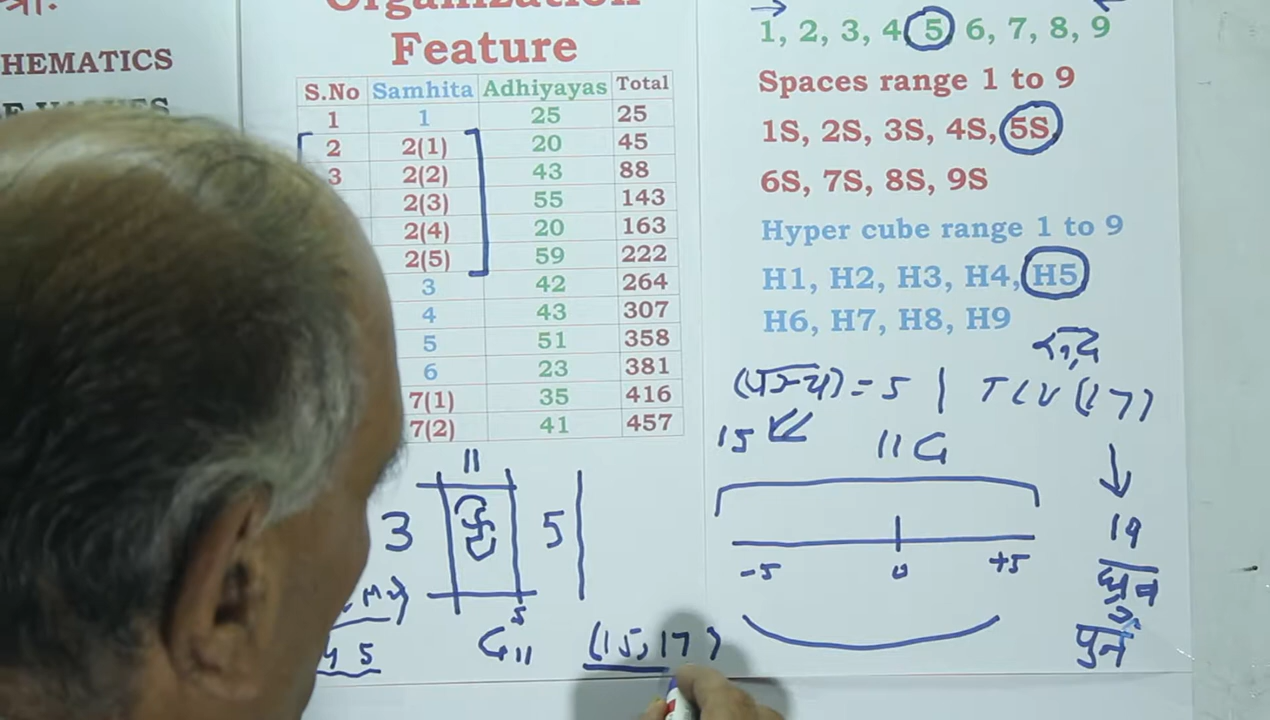 HEMATICS
Organization
Feature
S.No Samhita Adhiyayas Total
1 1 25 25
2 2(1) 20 45
3 2(2) 43 88
2(3) 55 143
2(4) 20 163
2(5) 59 222
3 42 264
4 43 307
5 51 358
6 23 381
7(1) 35 416
7(2) 41 457
11
3 5
5
G11 (15,17)
45
1, 2, 3, 4 5 6, 7, 8, 9
Spaces range 1 to 9
1S, 2S, 3S, 4S, 5S,
6S, 7S, 8S, 9S
Hyper cube range 1 to 9
H1, H2, H3, H4, H5
H6, H7, H8, H9
= 5 | TLV (17)
15 11G
19
-5 0 +5